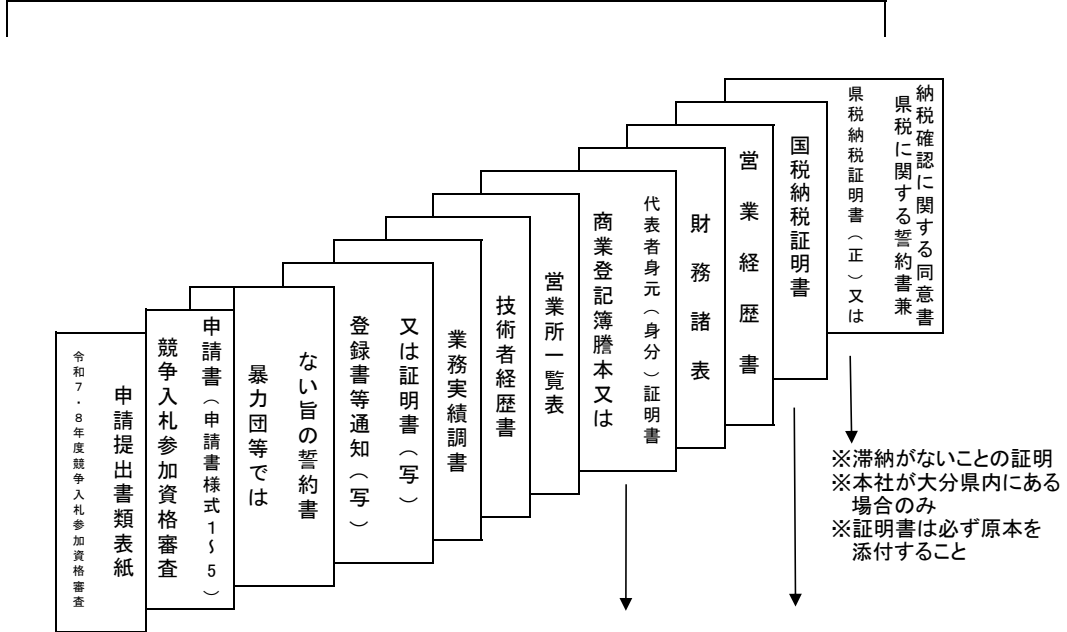 令和7・8年度競争入札参加資格審査
申請提出書類表紙
競争入札参加資格審査
申請書(申請書様式1~5)
暴力団等では
ない旨の誓約書
登録書等通知(写)
又は証明書(写)
業務実績調書
技術者経歴書
営業所一覧表
商業登記簿謄本又は
代表者身元(身分)証明書
財務諸表
営業経歴書
国税納税証明書
県税納税証明書(正)又は
県税に関する誓約書兼
納税確認に関する同意書
※滞納がないことの証明
※本社が大分県内にある
場合のみ
※証明書は必ず原本を
添付すること